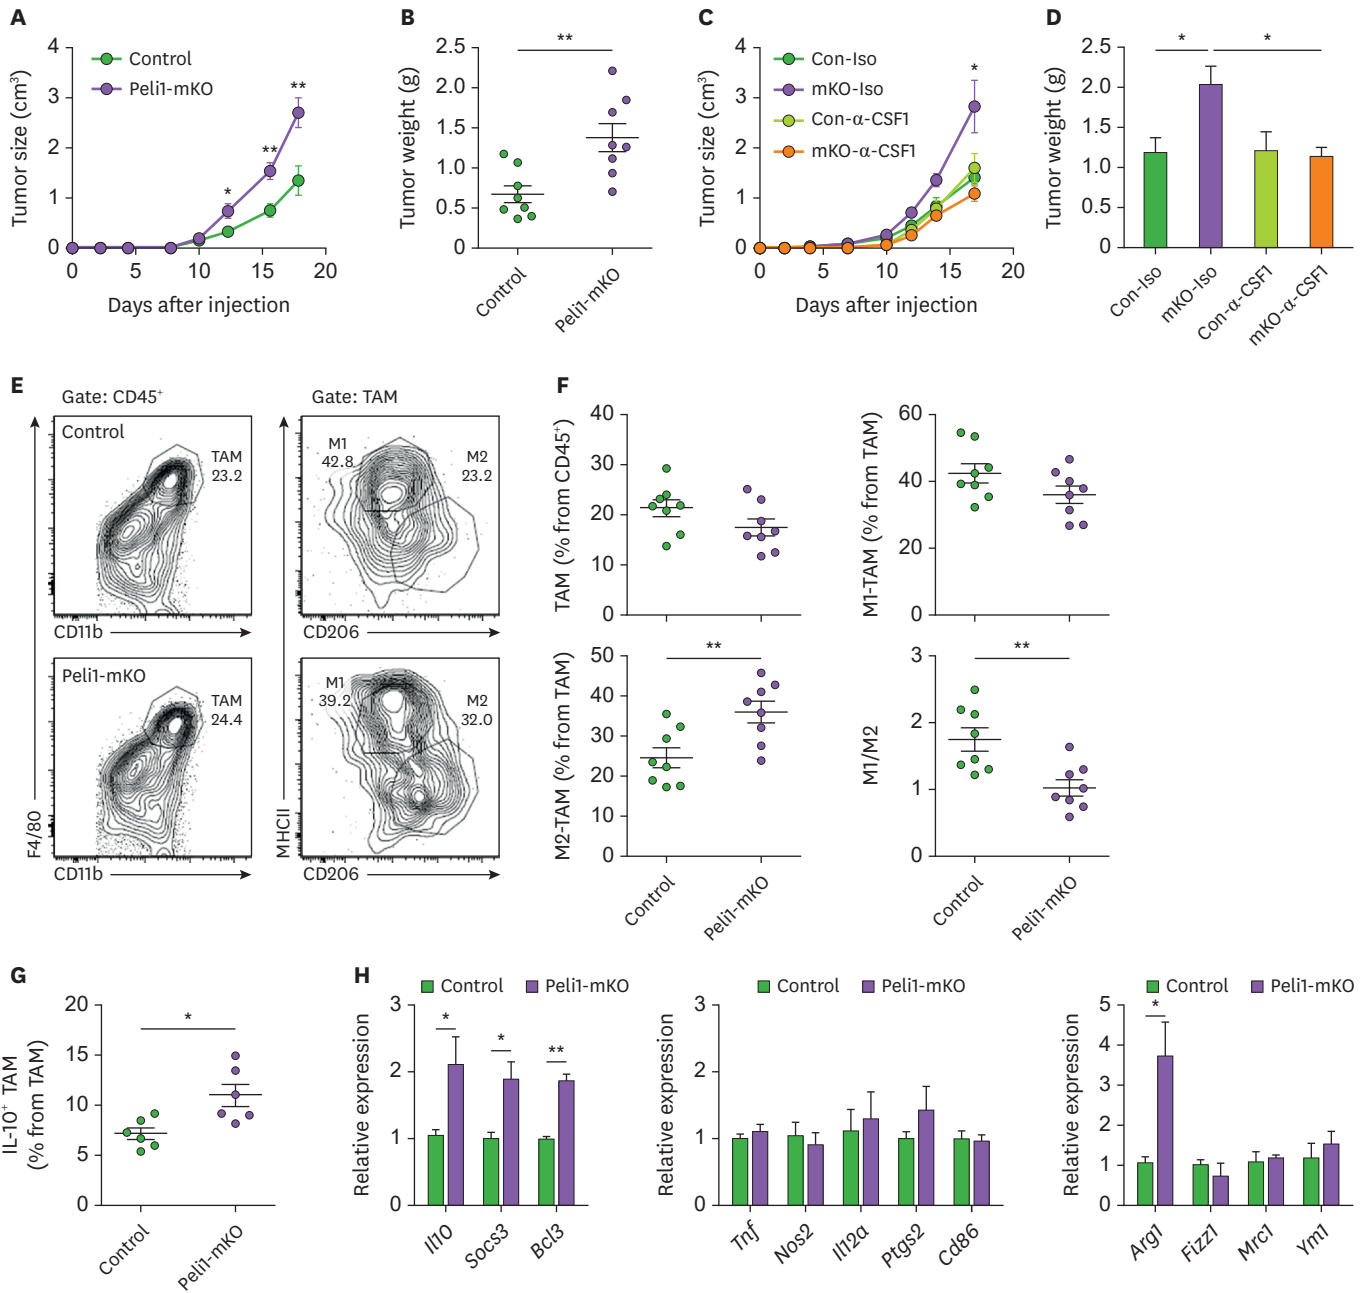 A
Tumor size (cm³)
4
3
2
1
0
Control
Peli1-mKO
*
**
**
0 5 10 15 20
Days after injection
B
Tumor weight (g)
2.5
2.0
1.5
1.0
0.5
0
**
Control
Peli1-mKO
C
Tumor size (cm³)
4
3
2
1
0
Con-Iso
mKO-Iso
Con-α-CSF1
mKO-α-CSF1
*
0 5 10 15 20
Days after injection
D
Tumor weight (g)
2.5
2.0
1.5
1.0
0.5
0
* *
Con-Iso
mKO-Iso
Con-α-CSF1
mKO-α-CSF1
E
Gate: CD45⁺
Gate: TAM
Control
TAM
23.2
M1
42.8
M2
23.2
CD11b
CD206
Peli1-mKO
TAM
24.4
M1
39.2
M2
32.0
F4/80
MHCII
CD11b
CD206
F
TAM (% from CD45⁺)
40
30
20
10
0
M1-TAM (% from TAM)
60
40
20
0
M2-TAM (% from TAM)
50
40
30
20
10
0
**
Control
Peli1-mKO
M1/M2
3
2
1
0
**
Control
Peli1-mKO
G
IL-10⁺ TAM
(% from TAM)
20
15
10
5
0
*
Control
Peli1-mKO
H
Control Peli1-mKO
Relative expression
3
2
1
0
* * **
Il10
Socs3
Bcl3
Control Peli1-mKO
Relative expression
3
2
1
0
Tnf
Nos2
Il12a
Ptgs2
Cd86
Control Peli1-mKO
Relative expression
5
4
3
2
1
0
*
Arg1
Fizz1
Mrc1
Ym1